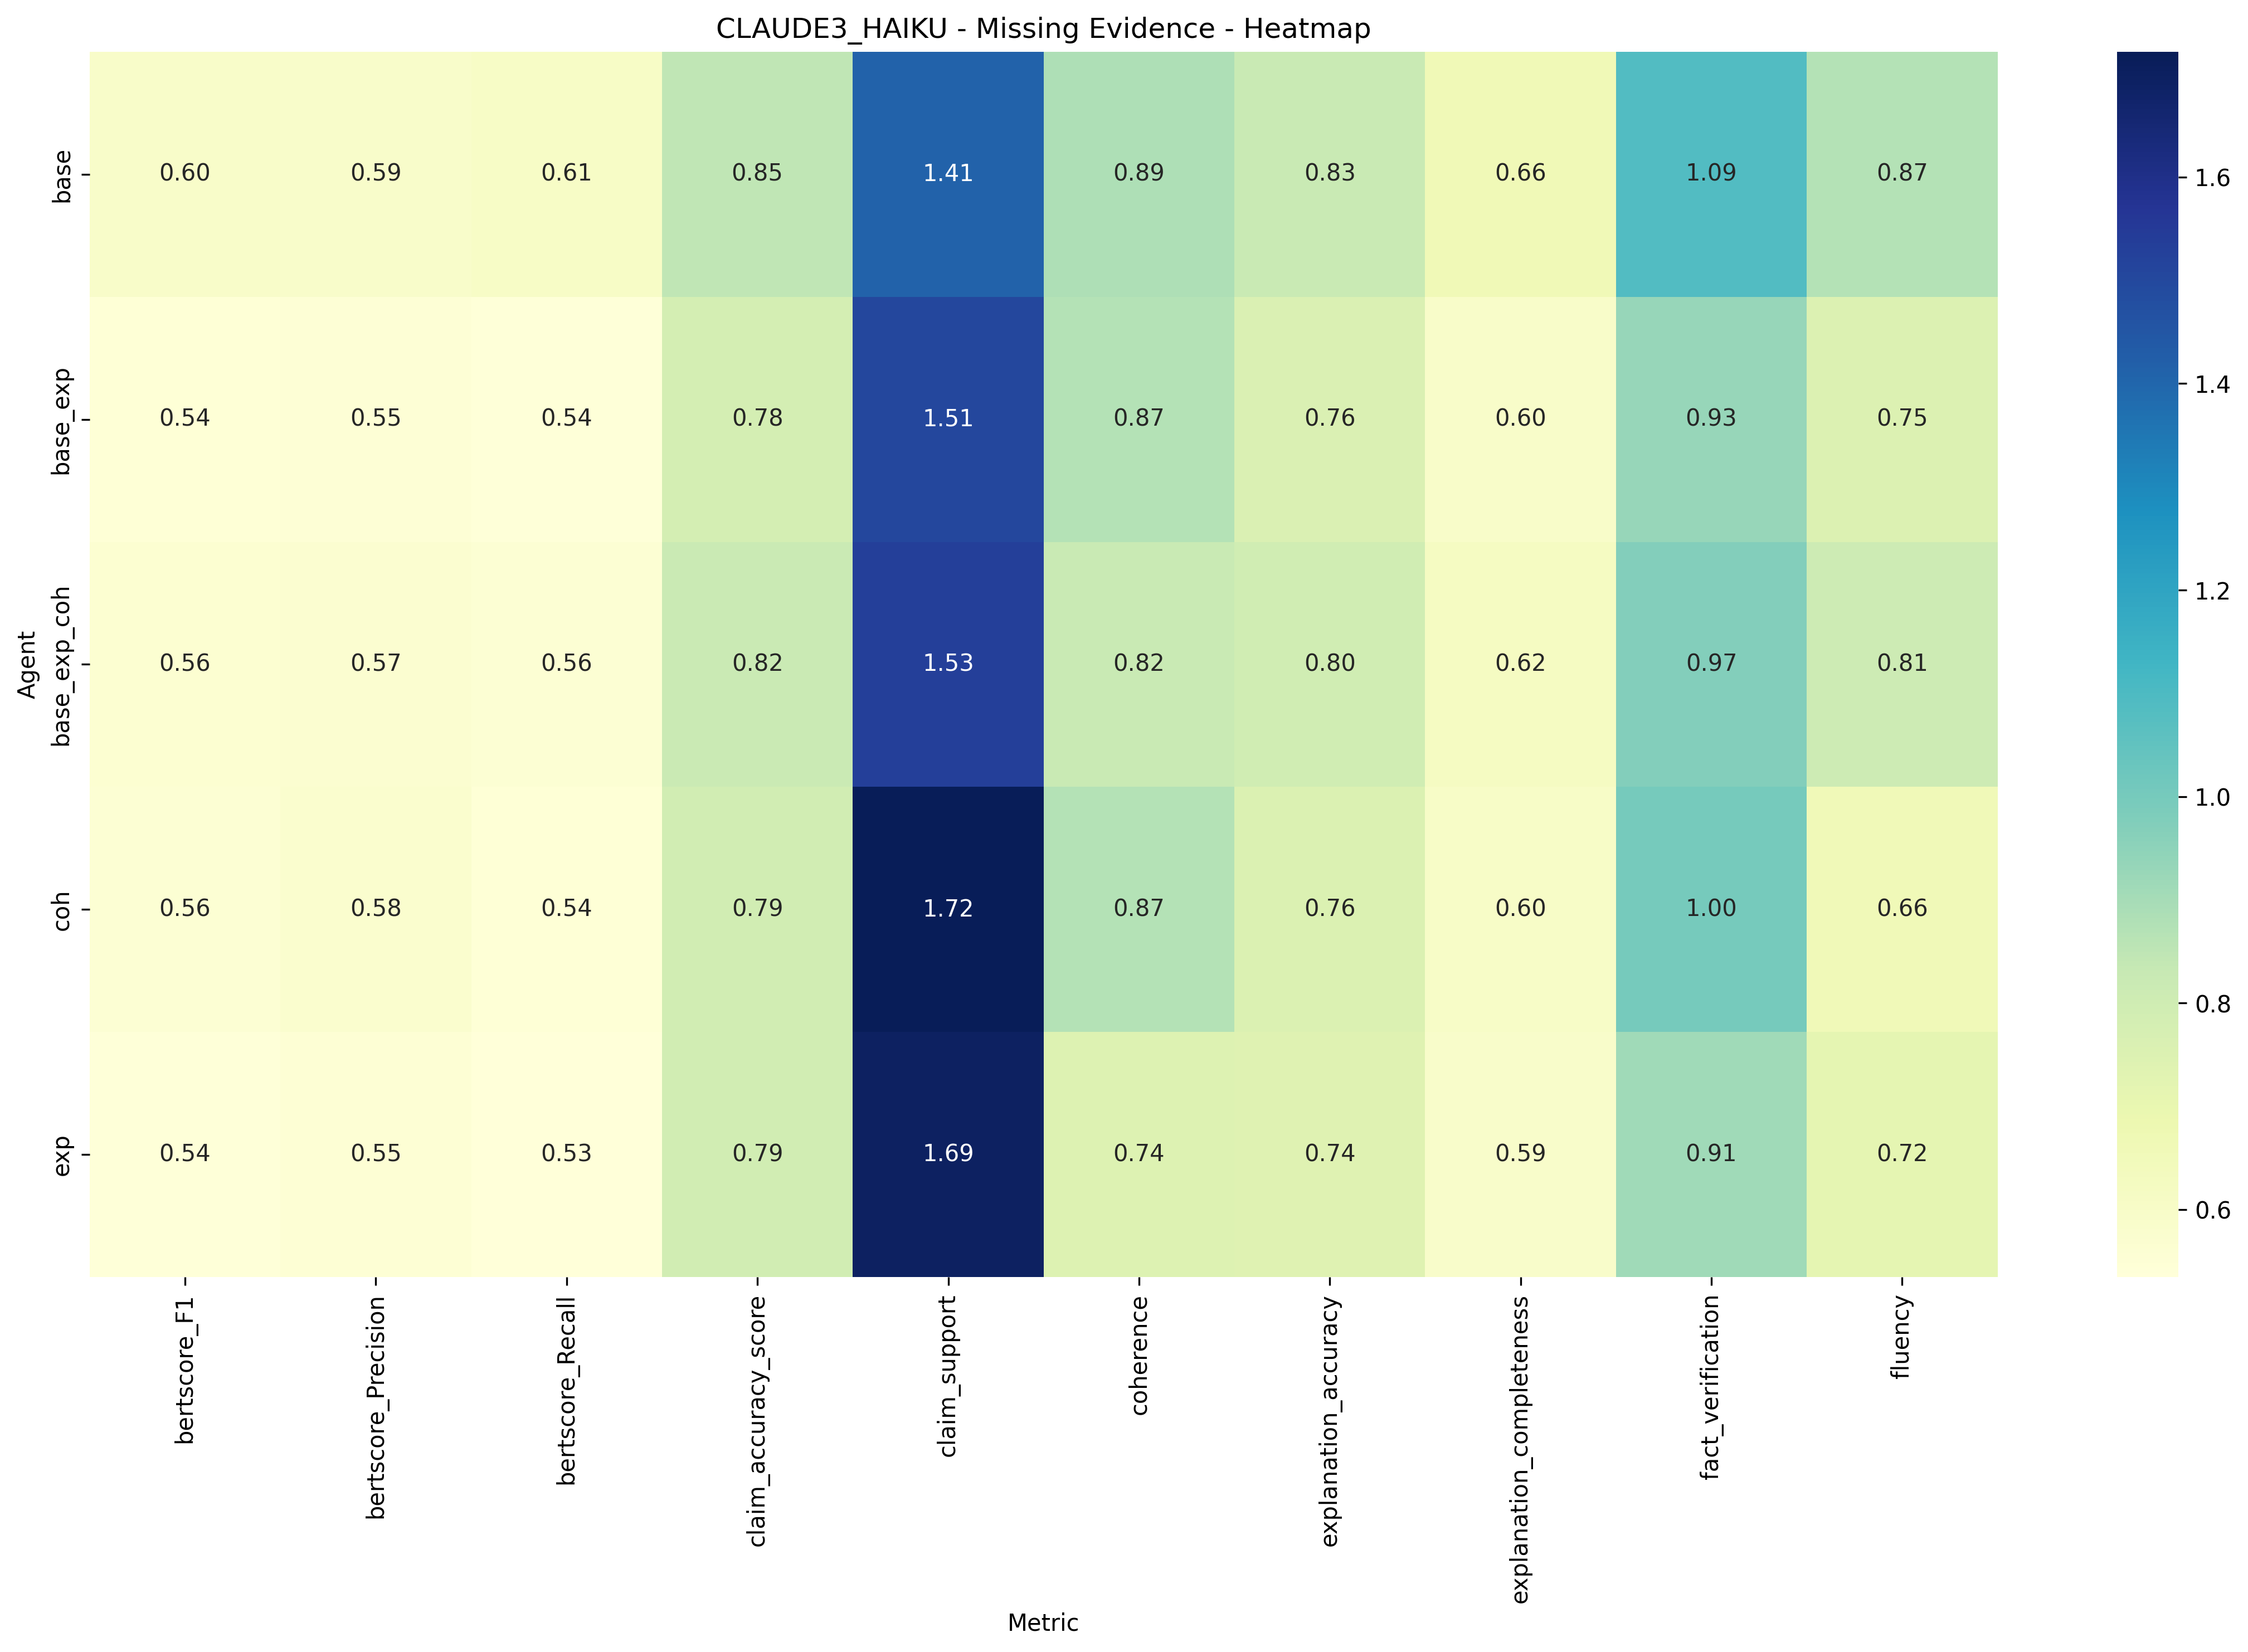 CLAUDE3_HAIKU - Missing Evidence - Heatmap
Agent
base
0.60 0.59 0.61 0.85 1.41 0.89 0.83 0.66 1.09 0.87
base_exp
0.54 0.55 0.54 0.78 1.51 0.87 0.76 0.60 0.93 0.75
base_exp_coh
0.56 0.57 0.56 0.82 1.53 0.82 0.80 0.62 0.97 0.81
coh
0.56 0.58 0.54 0.79 1.72 0.87 0.76 0.60 1.00 0.66
exp
0.54 0.55 0.53 0.79 1.69 0.74 0.74 0.59 0.91 0.72
bertscore_F1
bertscore_Precision
bertscore_Recall
claim_accuracy_score
claim_support
coherence
explanation_accuracy
explanation_completeness
fact_verification
fluency
Metric
1.6
1.4
1.2
1.0
0.8
0.6